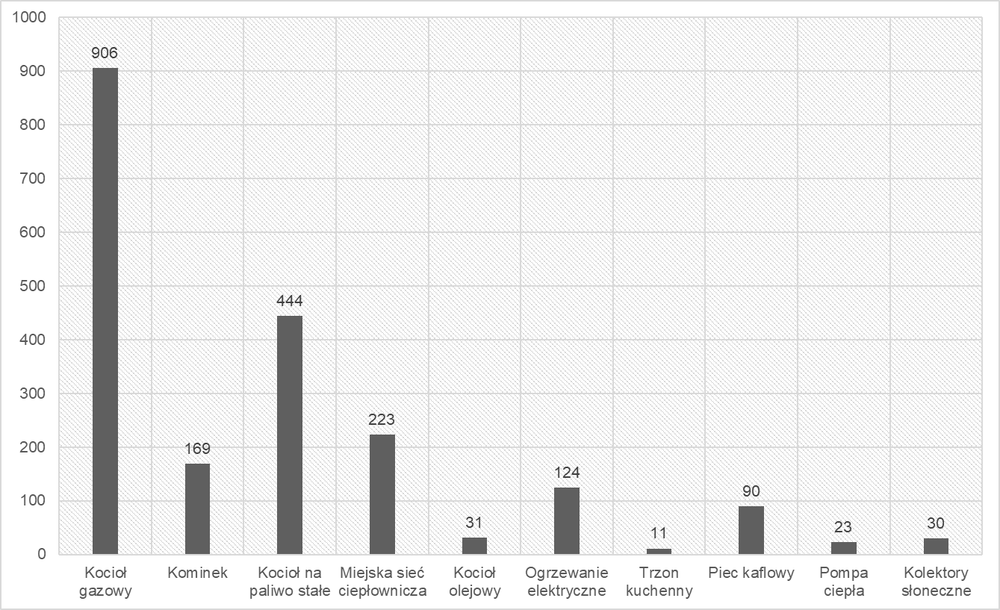 1000
900
800
700
600
500
400
300
200
100
0
906
169
444
223
31
124
11
90
23
30
Kocioł
gazowy
Kominek
Kocioł na
paliwo stałe
Miejska sieć
ciepłownicza
Kocioł
olejowy
Ogrzewanie
elektryczne
Trzon
kuchenny
Piec kaflowy
Pompa
ciepła
Kolektory
słoneczne